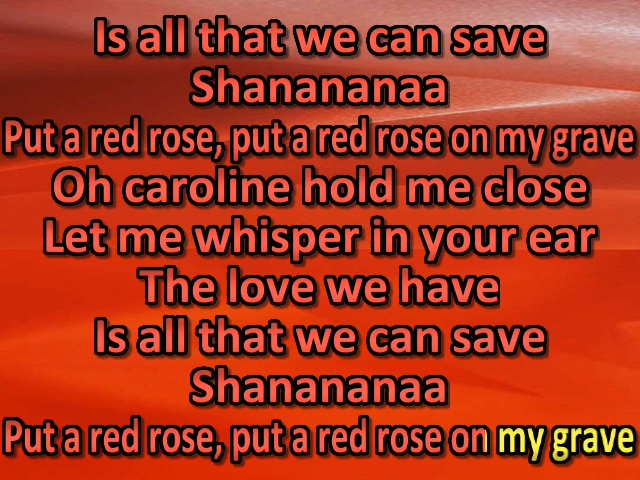 Is all that we can save
Shanananaa
Put a red rose, put a red rose on my grave
Oh caroline hold me close
Let me whisper in your ear
The love we have
Is all that we can save
Shanananaa
Put a red rose, put a red rose on my grave